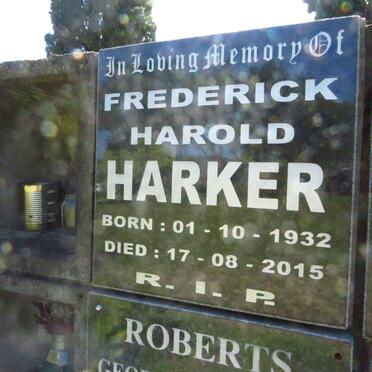 In Loving Memory Of
FREDERICK
HAROLD
HARKER
BORN : 01 - 10 - 1932
DIED : 17 - 08 - 2015
R. I. P.
ROBERTS